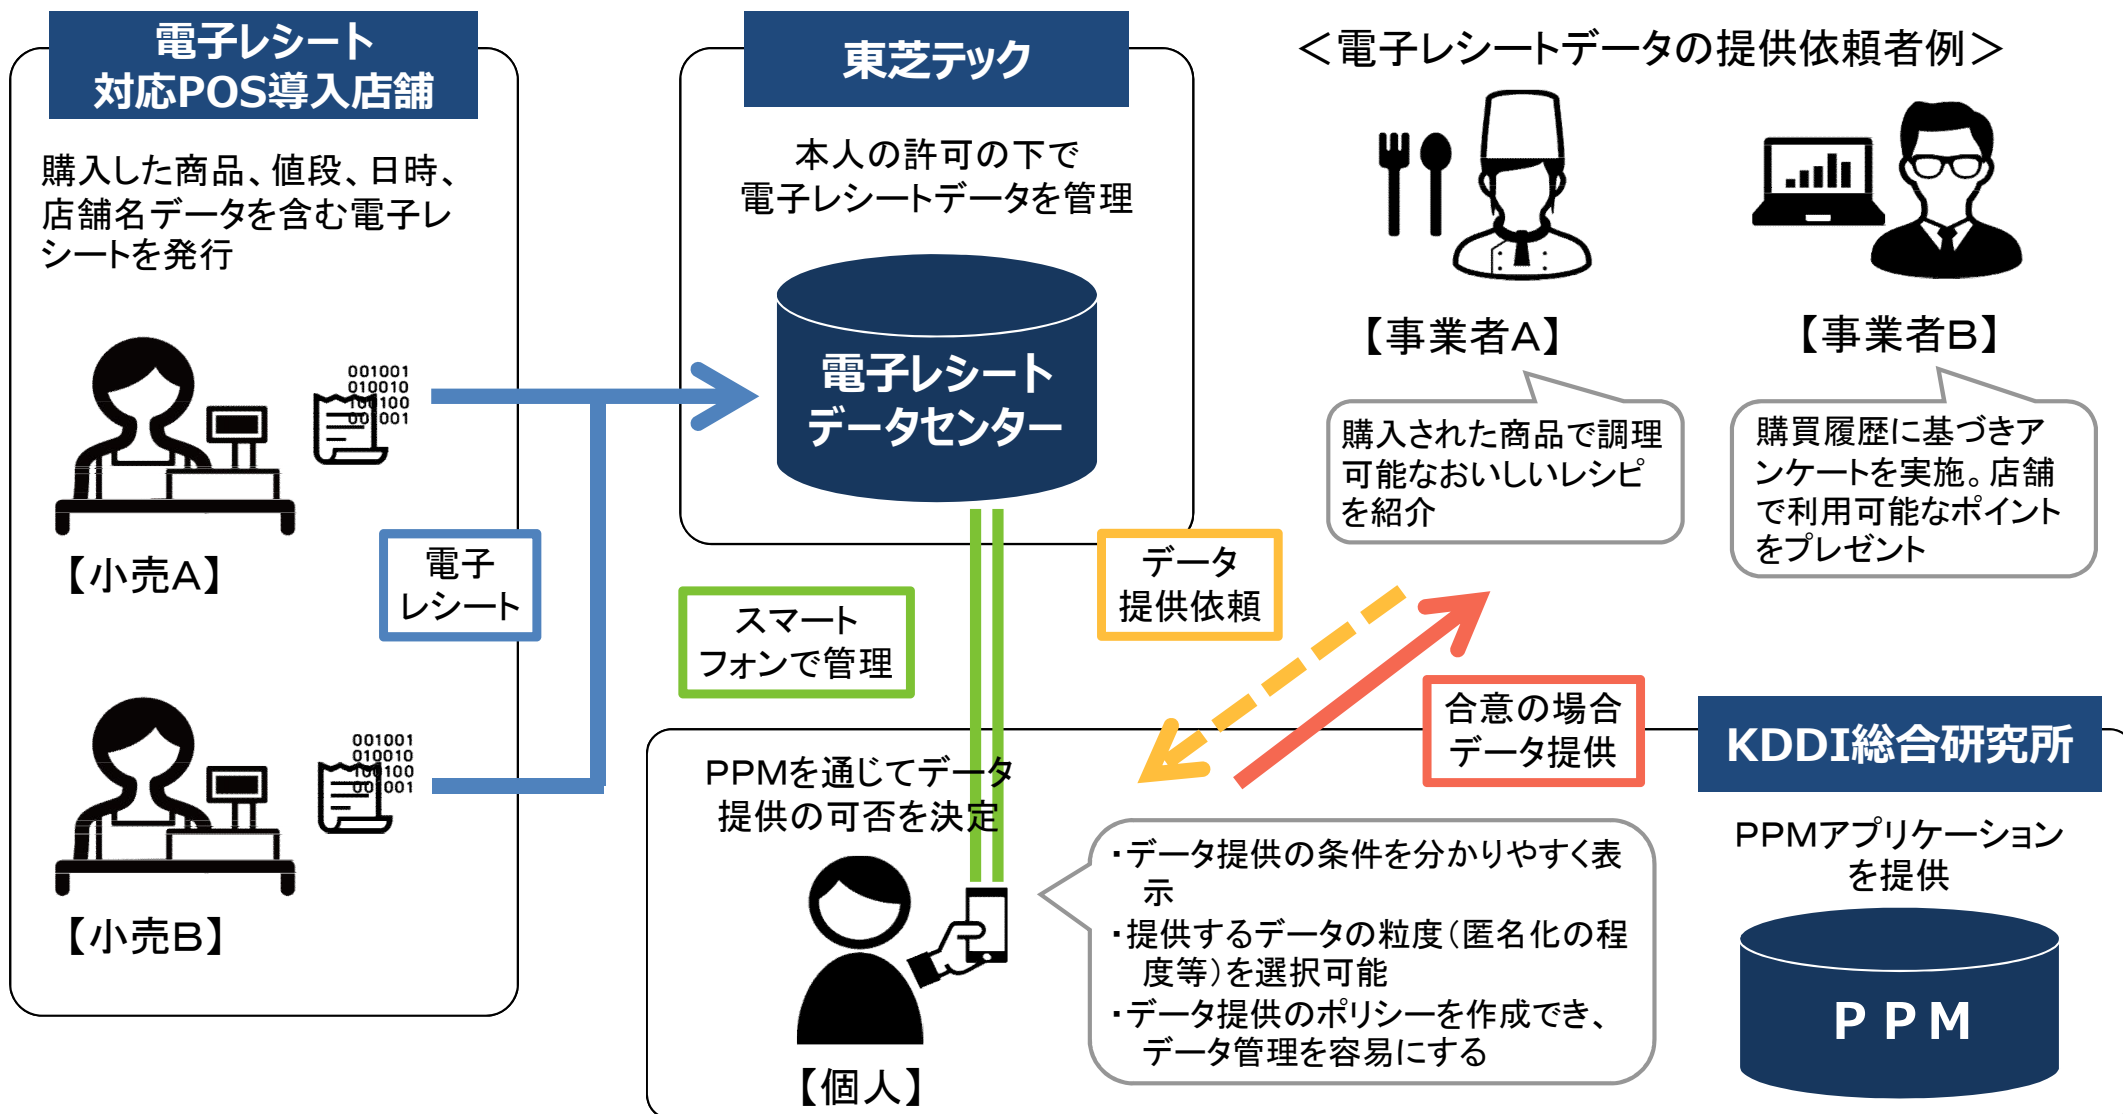 電子レシート
対応POS導入店舗
購入した商品、値段、日時、
店舗名データを含む電子レ
シートを発行
001001
010010
100100
001001
【小売A】
電子
レシート
001001
010010
100100
001001
【小売B】
東芝テック
本人の許可の下で
電子レシートデータを管理
電子レシート
データセンター
スマート
フォンで管理
データ
提供依頼
＜電子レシートデータの提供依頼者例＞
【事業者A】
購入された商品で調理
可能なおいしいレシピ
を紹介
【事業者B】
購買履歴に基づきア
ンケートを実施。店舗
で利用可能なポイント
をプレゼント
合意の場合
データ提供
PPMを通じてデータ
提供の可否を決定
【個人】
・データ提供の条件を分かりやすく表
示
・提供するデータの粒度（匿名化の程
度等）を選択可能
・データ提供のポリシーを作成でき、
データ管理を容易にする
KDDI総合研究所
PPMアプリケーション
を提供
PPM